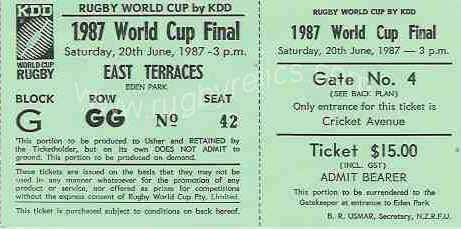 RUGBY WORLD CUP by KDD
KDD
WORLD CUP
RUGBY
1987 World Cup Final
Saturday, 20th June, 1987 - 3 p.m.
EAST TERRACES
EDEN PARK
BLOCK ROW SEAT
G GG No 42
This portion to be produced to Usher and RETAINED by
the Ticketholder, but on its own DOES NOT ADMIT to
ground. This portion to be produced on demand.
These tickets are issued on the basis that they may not be
used in any manner whatsoever for the promotion of any
product or service, nor offered as prizes for competitions
without the express consent of Rugby World Cup Pty. Limited.
This ticket is purchased subject to conditions on back hereof.
RUGBY WORLD CUP BY KDD
1987 World Cup Final
Saturday, 20th June, 1987 — 3 p.m.
Gate No. 4
(SEE BACK PLAN)
Only entrance for this ticket is
Cricket Avenue
Ticket $15.00
(INCL. GST)
ADMIT BEARER
This portion to be surrendered to the
Gatekeeper at entrance to Eden Park
B. R. USMAR, Secretary, N.Z.R.F.U.
www.rugbyrelics.com